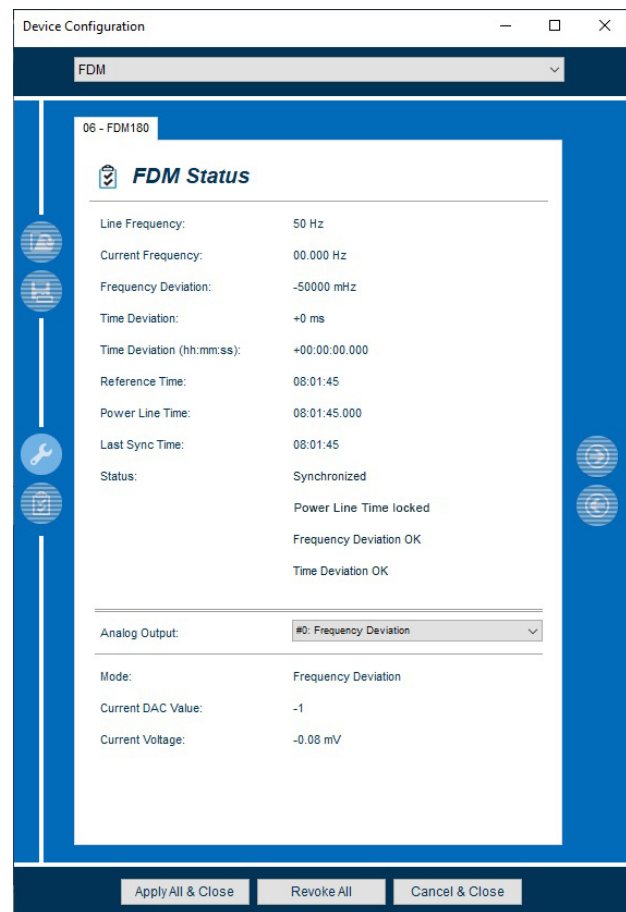 Device Configuration
FDM
06 - FDM180
FDM Status
Line Frequency: 50 Hz
Current Frequency: 00.000 Hz
Frequency Deviation: -50000 mHz
Time Deviation: +0 ms
Time Deviation (hh:mm:ss): +00:00:00.000
Reference Time: 08:01:45
Power Line Time: 08:01:45.000
Last Sync Time: 08:01:45
Status: Synchronized
Power Line Time locked
Frequency Deviation OK
Time Deviation OK
Analog Output: #0: Frequency Deviation
Mode: Frequency Deviation
Current DAC Value: -1
Current Voltage: -0.08 mV
Apply All & Close Revoke All Cancel & Close